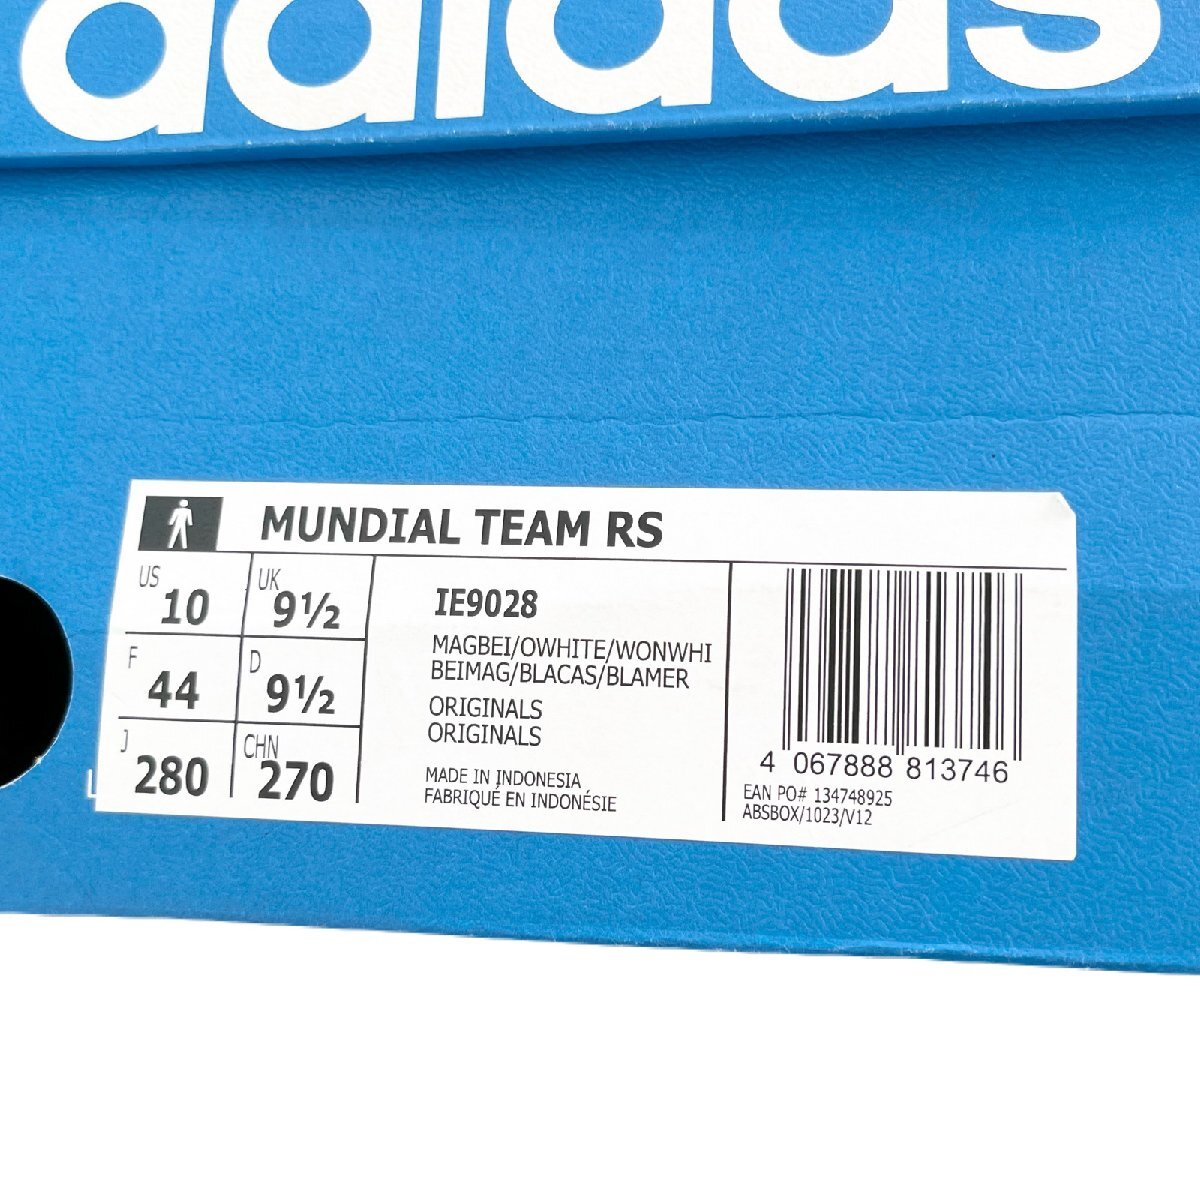 adidas
MUNDIAL TEAM RS
US 10 UK 9½
F 44 D 9½
J 280 CHN 270
IE9028
MAGBEI/OWHITE/WONWHI
BEIMAG/BLACAS/BLAMER
ORIGINALS
ORIGINALS
MADE IN INDONESIA
FABRIQUÉ EN INDONÉSIE
4 067888 813746
EAN PO# 134748925
ABSBOX/1023/V12